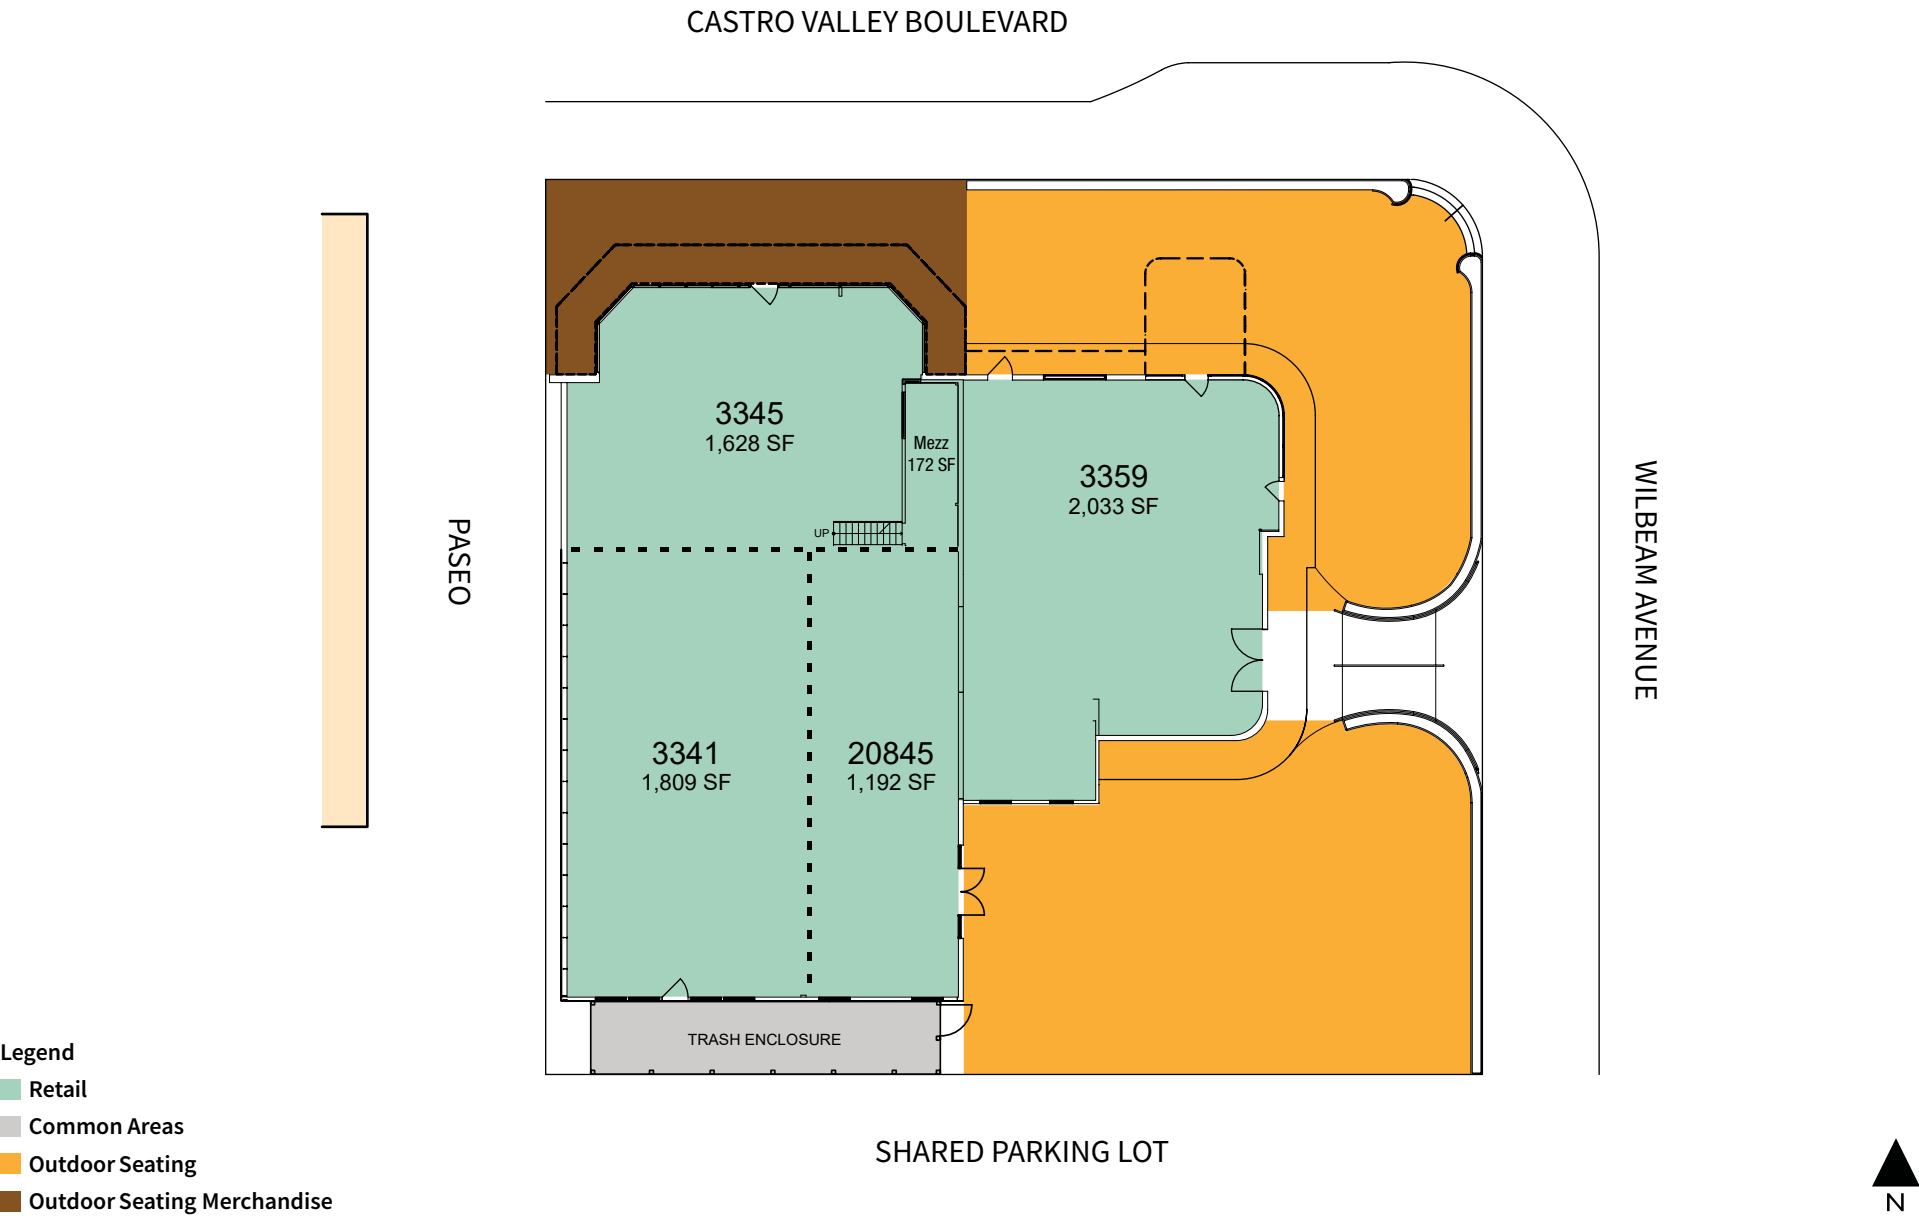 CASTRO VALLEY BOULEVARD
3345
1,628 SF
Mezz
172 SF
3359
2,033 SF
UP
PASEO
WILBEAM AVENUE
3341
1,809 SF
20845
1,192 SF
TRASH ENCLOSURE
Legend
Retail
Common Areas
Outdoor Seating
Outdoor Seating Merchandise
SHARED PARKING LOT
N